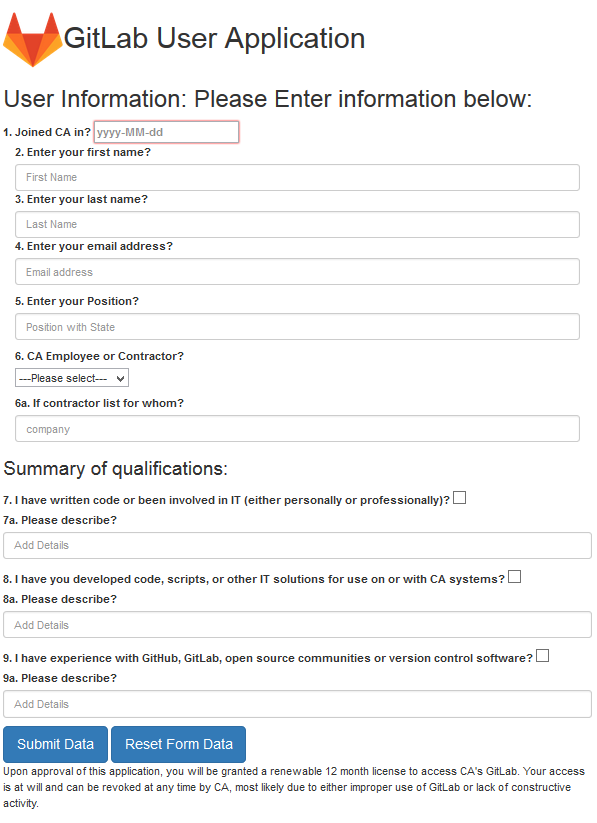 GitLab User Application
User Information: Please Enter information below:
1. Joined CA in? yyyy-MM-dd
2. Enter your first name?
First Name
3. Enter your last name?
Last Name
4. Enter your email address?
Email address
5. Enter your Position?
Position with State
6. CA Employee or Contractor?
---Please select---
6a. If contractor list for whom?
company
Summary of qualifications:
7. I have written code or been involved in IT (either personally or professionally)?
7a. Please describe?
Add Details
8. I have you developed code, scripts, or other IT solutions for use on or with CA systems?
8a. Please describe?
Add Details
9. I have experience with GitHub, GitLab, open source communities or version control software?
9a. Please describe?
Add Details
Submit Data Reset Form Data
Upon approval of this application, you will be granted a renewable 12 month license to access CA's GitLab. Your access
is at will and can be revoked at any time by CA, most likely due to either improper use of GitLab or lack of constructive
activity.